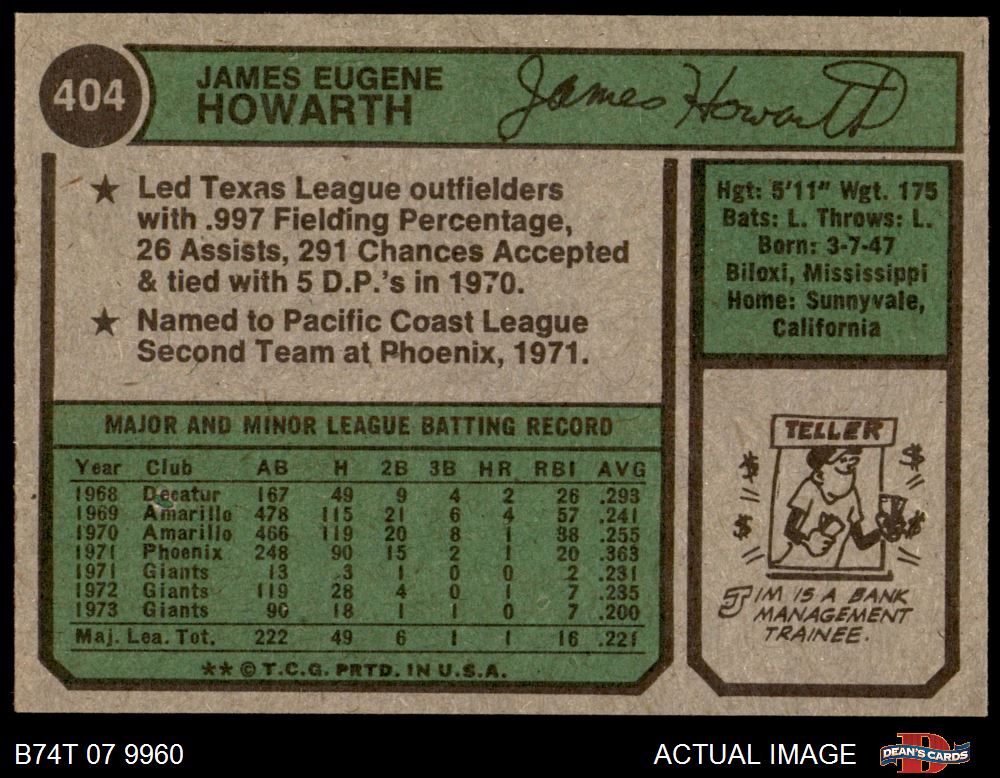 404
JAMES EUGENE
HOWARTH
James Howarth
★ Led Texas League outfielders
with .997 Fielding Percentage,
26 Assists, 291 Chances Accepted
& tied with 5 D.P.'s in 1970.
★ Named to Pacific Coast League
Second Team at Phoenix, 1971.
Hgt: 5'11" Wgt. 175
Bats: L. Throws: L.
Born: 3-7-47
Biloxi, Mississippi
Home: Sunnyvale,
California
MAJOR AND MINOR LEAGUE BATTING RECORD
Year Club AB H 2B 3B HR RBI AVG
1968 Decatur 167 49 9 4 2 26 .293
1969 Amarillo 478 115 21 6 4 57 .241
1970 Amarillo 466 119 20 8 1 38 .255
1971 Phoenix 248 90 15 2 1 20 .363
1971 Giants 13 3 1 0 0 2 .231
1972 Giants 119 28 4 0 1 7 .235
1973 Giants 90 18 1 1 0 7 .200
Maj. Lea. Tot. 222 49 6 1 1 16 .221
** © T.C.G. PRTD. IN U.S.A.
TELLER
$ $ $ $
JIM IS A BANK
MANAGEMENT
TRAINEE.
B74T 07 9960
ACTUAL IMAGE
D
DEAN'S CARDS